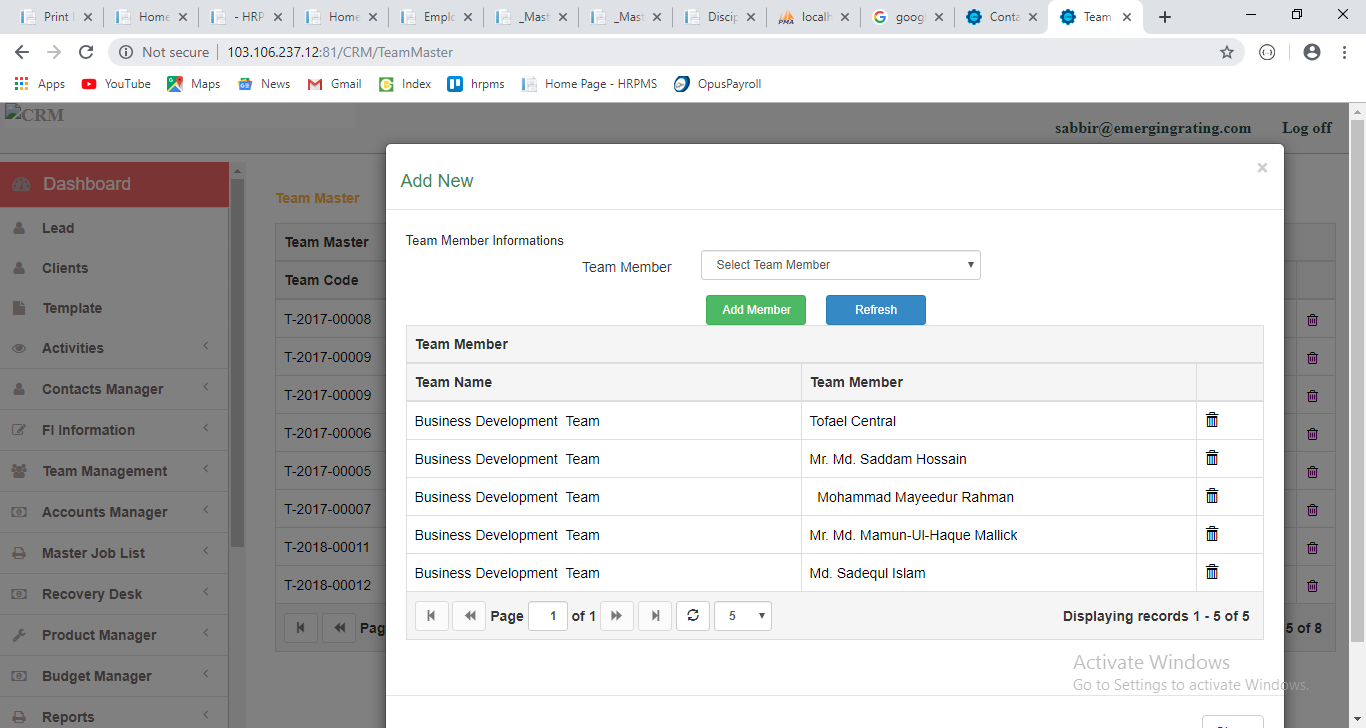 Print Home - HRP Home Emplo _Mast _Mast Discip localh goog Conta Team
Not secure 103.106.237.12:81/CRM/TeamMaster
Apps YouTube Maps News Gmail Index hrpms Home Page - HRPMS OpusPayroll
CRM
sabbir@emergingrating.com Log off
Dashboard
Lead
Clients
Template
Activities
Contacts Manager
FI Information
Team Management
Accounts Manager
Master Job List
Recovery Desk
Product Manager
Budget Manager
Reports
Team Master
Team Master
Team Code
T-2017-00008
T-2017-00009
T-2017-00009
T-2017-00006
T-2017-00005
T-2017-00007
T-2018-00011
T-2018-00012
Pag
5 of 8
Add New ×
Team Member Informations
Team Member Select Team Member
Add Member Refresh
Team Member
Team Name Team Member
Business Development Team Tofael Central
Business Development Team Mr. Md. Saddam Hossain
Business Development Team Mohammad Mayeedur Rahman
Business Development Team Mr. Md. Mamun-Ul-Haque Mallick
Business Development Team Md. Sadequl Islam
Page 1 of 1 5 Displaying records 1 - 5 of 5
Activate Windows
Go to Settings to activate Windows.